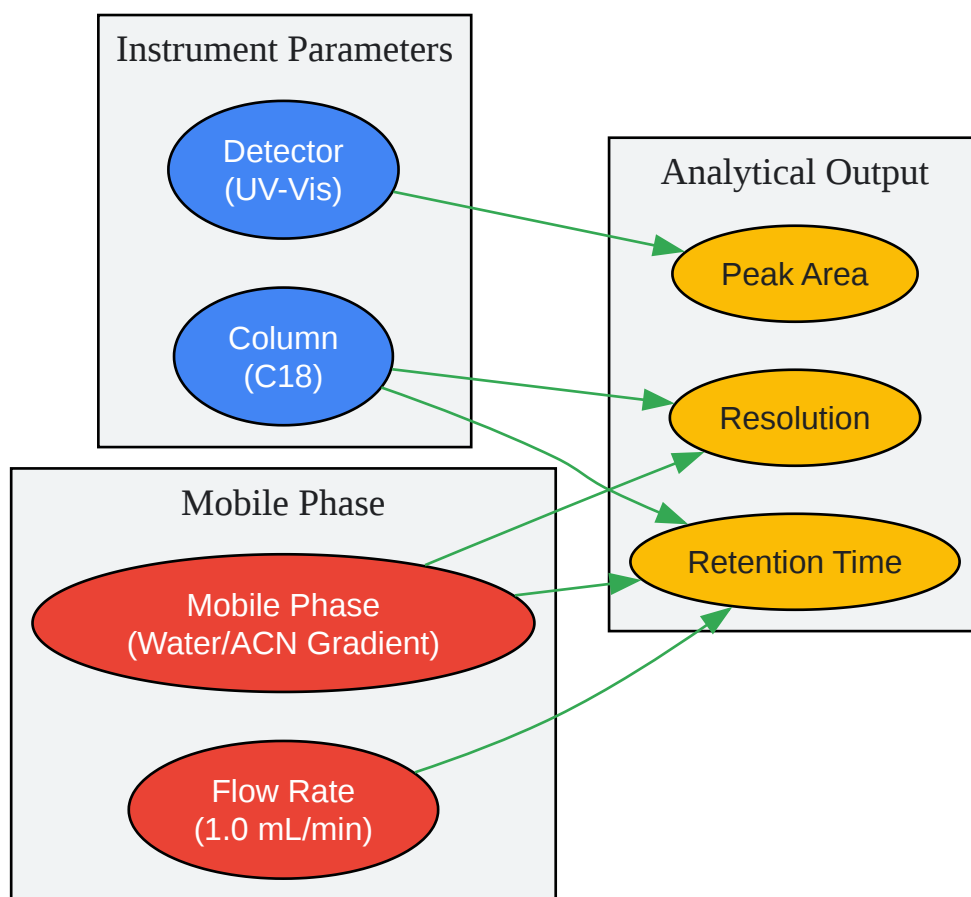 Instrument Parameters
Detector
(UV-Vis)
Column
(C18)
Mobile Phase
Mobile Phase
(Water/ACN Gradient)
Flow Rate
(1.0 mL/min)
Analytical Output
Peak Area
Resolution
Retention Time